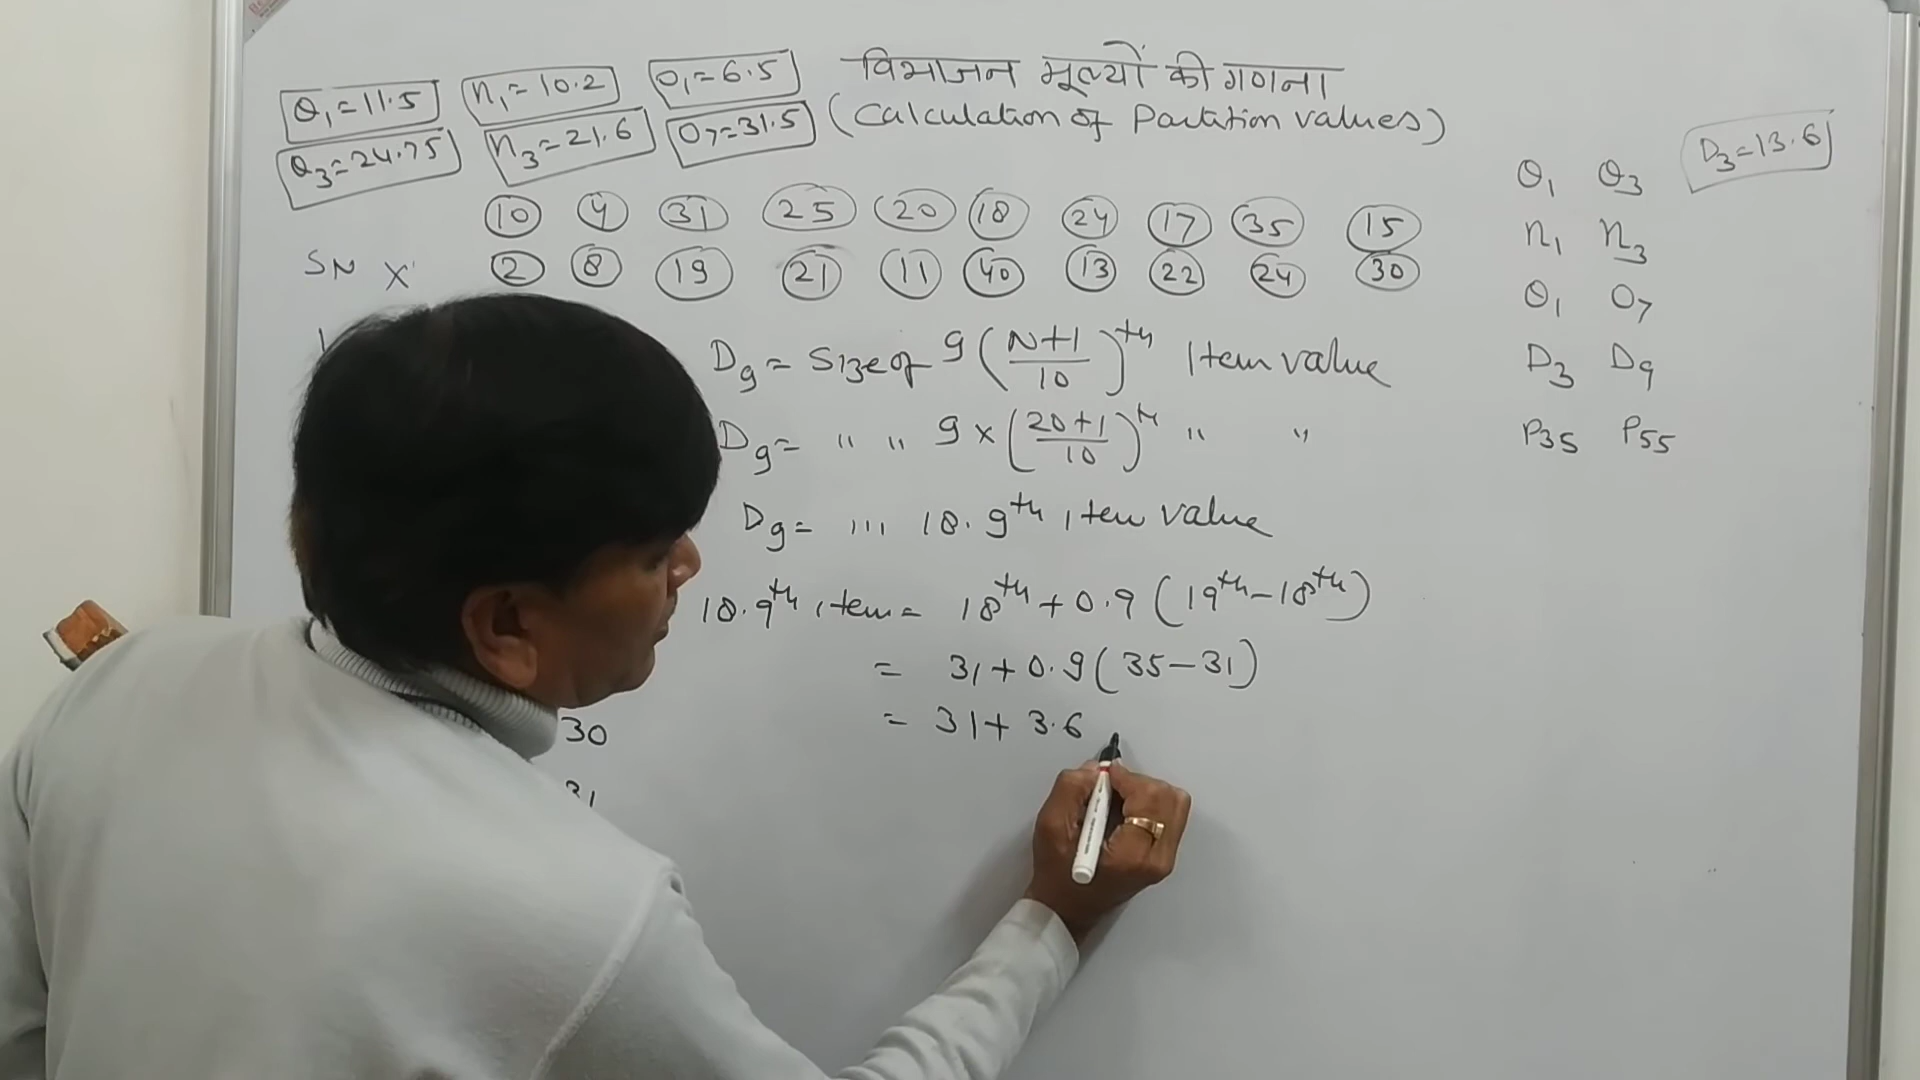 Q₁=11.5 n₁=10.2 O₁=6.5 विभाजन मूल्यों की गणना
Q₃=24.75 n₃=21.6 O₇=31.5 (Calculation of Partition values)
D₃=13.6
Q₁ Q₃
10 4 31 25 20 18 24 17 35 15
n₁ n₃
SN X 2 8 19 21 11 40 13 22 24 30
O₁ O₇
1
D₉ = Size of 9 (N+1/10)ᵗʰ Item value
D₃ D₉
D₉ = " " 9 × (20+1/10)ᵗʰ " "
P35 P55
D₉ = ''' 18.9ᵗʰ item value
18.9ᵗʰ item = 18ᵗʰ + 0.9 (19ᵗʰ - 18ᵗʰ)
= 31 + 0.9 (35 - 31)
30
= 31 + 3.6
31